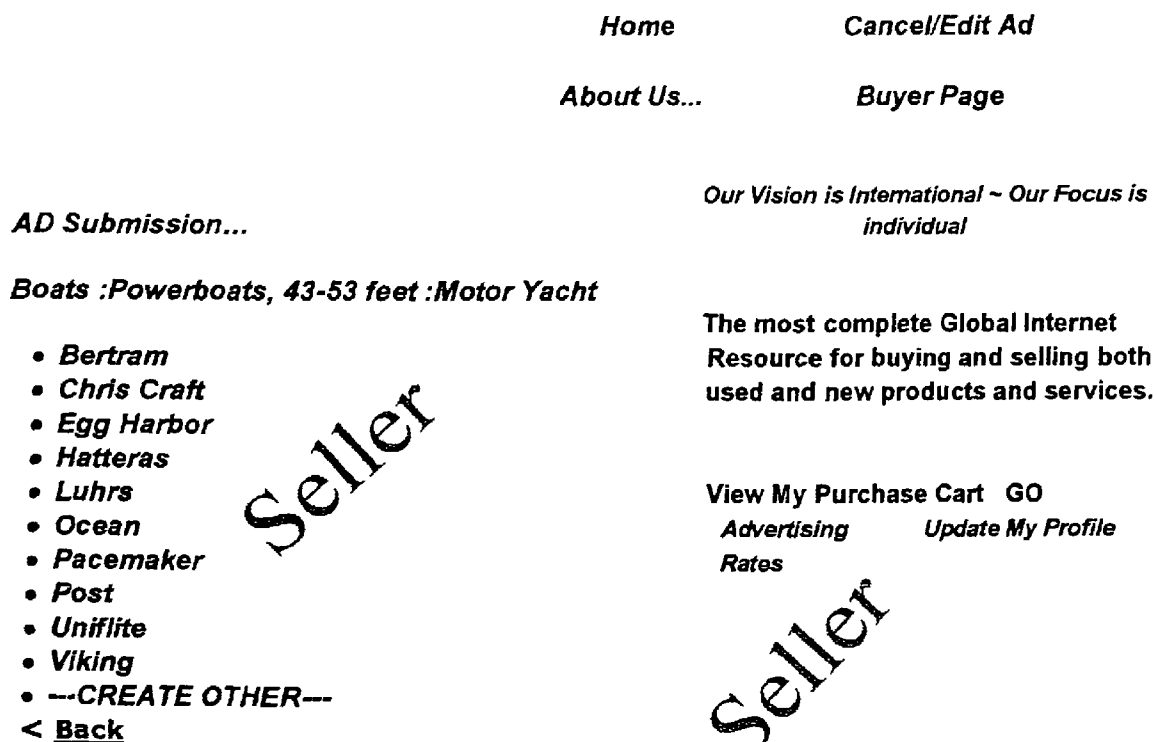 Home Cancel/Edit Ad
About Us... Buyer Page
Our Vision is International ~ Our Focus is
individual
AD Submission...
Boats :Powerboats, 43-53 feet :Motor Yacht
The most complete Global Internet
Resource for buying and selling both
used and new products and services.
• Bertram
• Chris Craft
• Egg Harbor
• Hatteras
• Luhrs
• Ocean
• Pacemaker
• Post
• Uniflite
• Viking
• ---CREATE OTHER---
< Back
Seller
View My Purchase Cart GO
Advertising Update My Profile
Rates
Seller